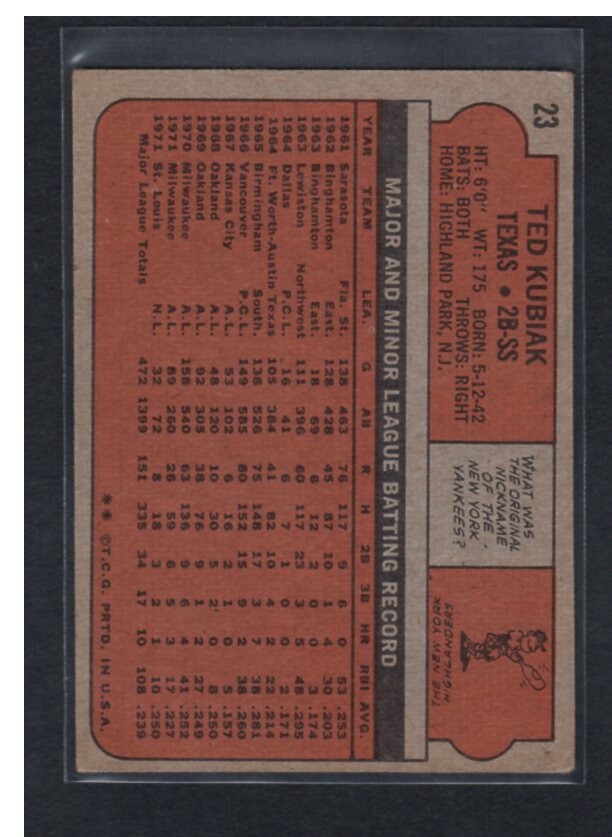 23
TED KUBIAK
TEXAS • 2B-SS
HT: 6'0" WT: 175 BORN: 5-12-42
BATS: BOTH THROWS: RIGHT
HOME: HIGHLAND PARK, N.J.
WHAT WAS
THE ORIGINAL
NICKNAME
OF THE
NEW YORK
YANKEES?
THE NEW YORK
HIGHLANDERS
MAJOR AND MINOR LEAGUE BATTING RECORD
YEAR TEAM LEA. G AB R H 2B 3B HR RBI AVG.
1961 Sarasota Fla. St. 138 463 76 117 9 6 0 53 .253
1962 Binghamton East. 128 428 45 87 10 1 4 30 .203
1963 Binghamton East. 18 69 6 12 2 0 0 3 .174
1963 Lewiston Northwest 111 396 60 117 23 3 5 48 .295
1964 Dallas P.C.L. 16 41 6 7 1 0 0 2 .171
1964 Ft. Worth-Austin Texas 105 384 41 82 10 4 2 22 .214
1965 Birmingham South. 138 526 75 148 17 3 7 38 .281
1966 Vancouver P.C.L. 149 585 80 152 15 9 2 38 .260
1967 Kansas City A.L. 53 102 6 16 2 1 0 5 .157
1968 Oakland A.L. 48 120 10 30 5 2 0 8 .250
1969 Oakland A.L. 92 305 38 76 9 1 2 27 .249
1970 Milwaukee A.L. 158 540 63 136 9 6 4 41 .252
1971 Milwaukee A.L. 89 260 26 59 6 5 3 17 .227
1971 St. Louis N.L. 32 72 8 18 3 2 1 10 .250
Major League Totals 472 1399 151 335 34 17 10 108 .239
** ©T.C.G. PRTD. IN U.S.A.